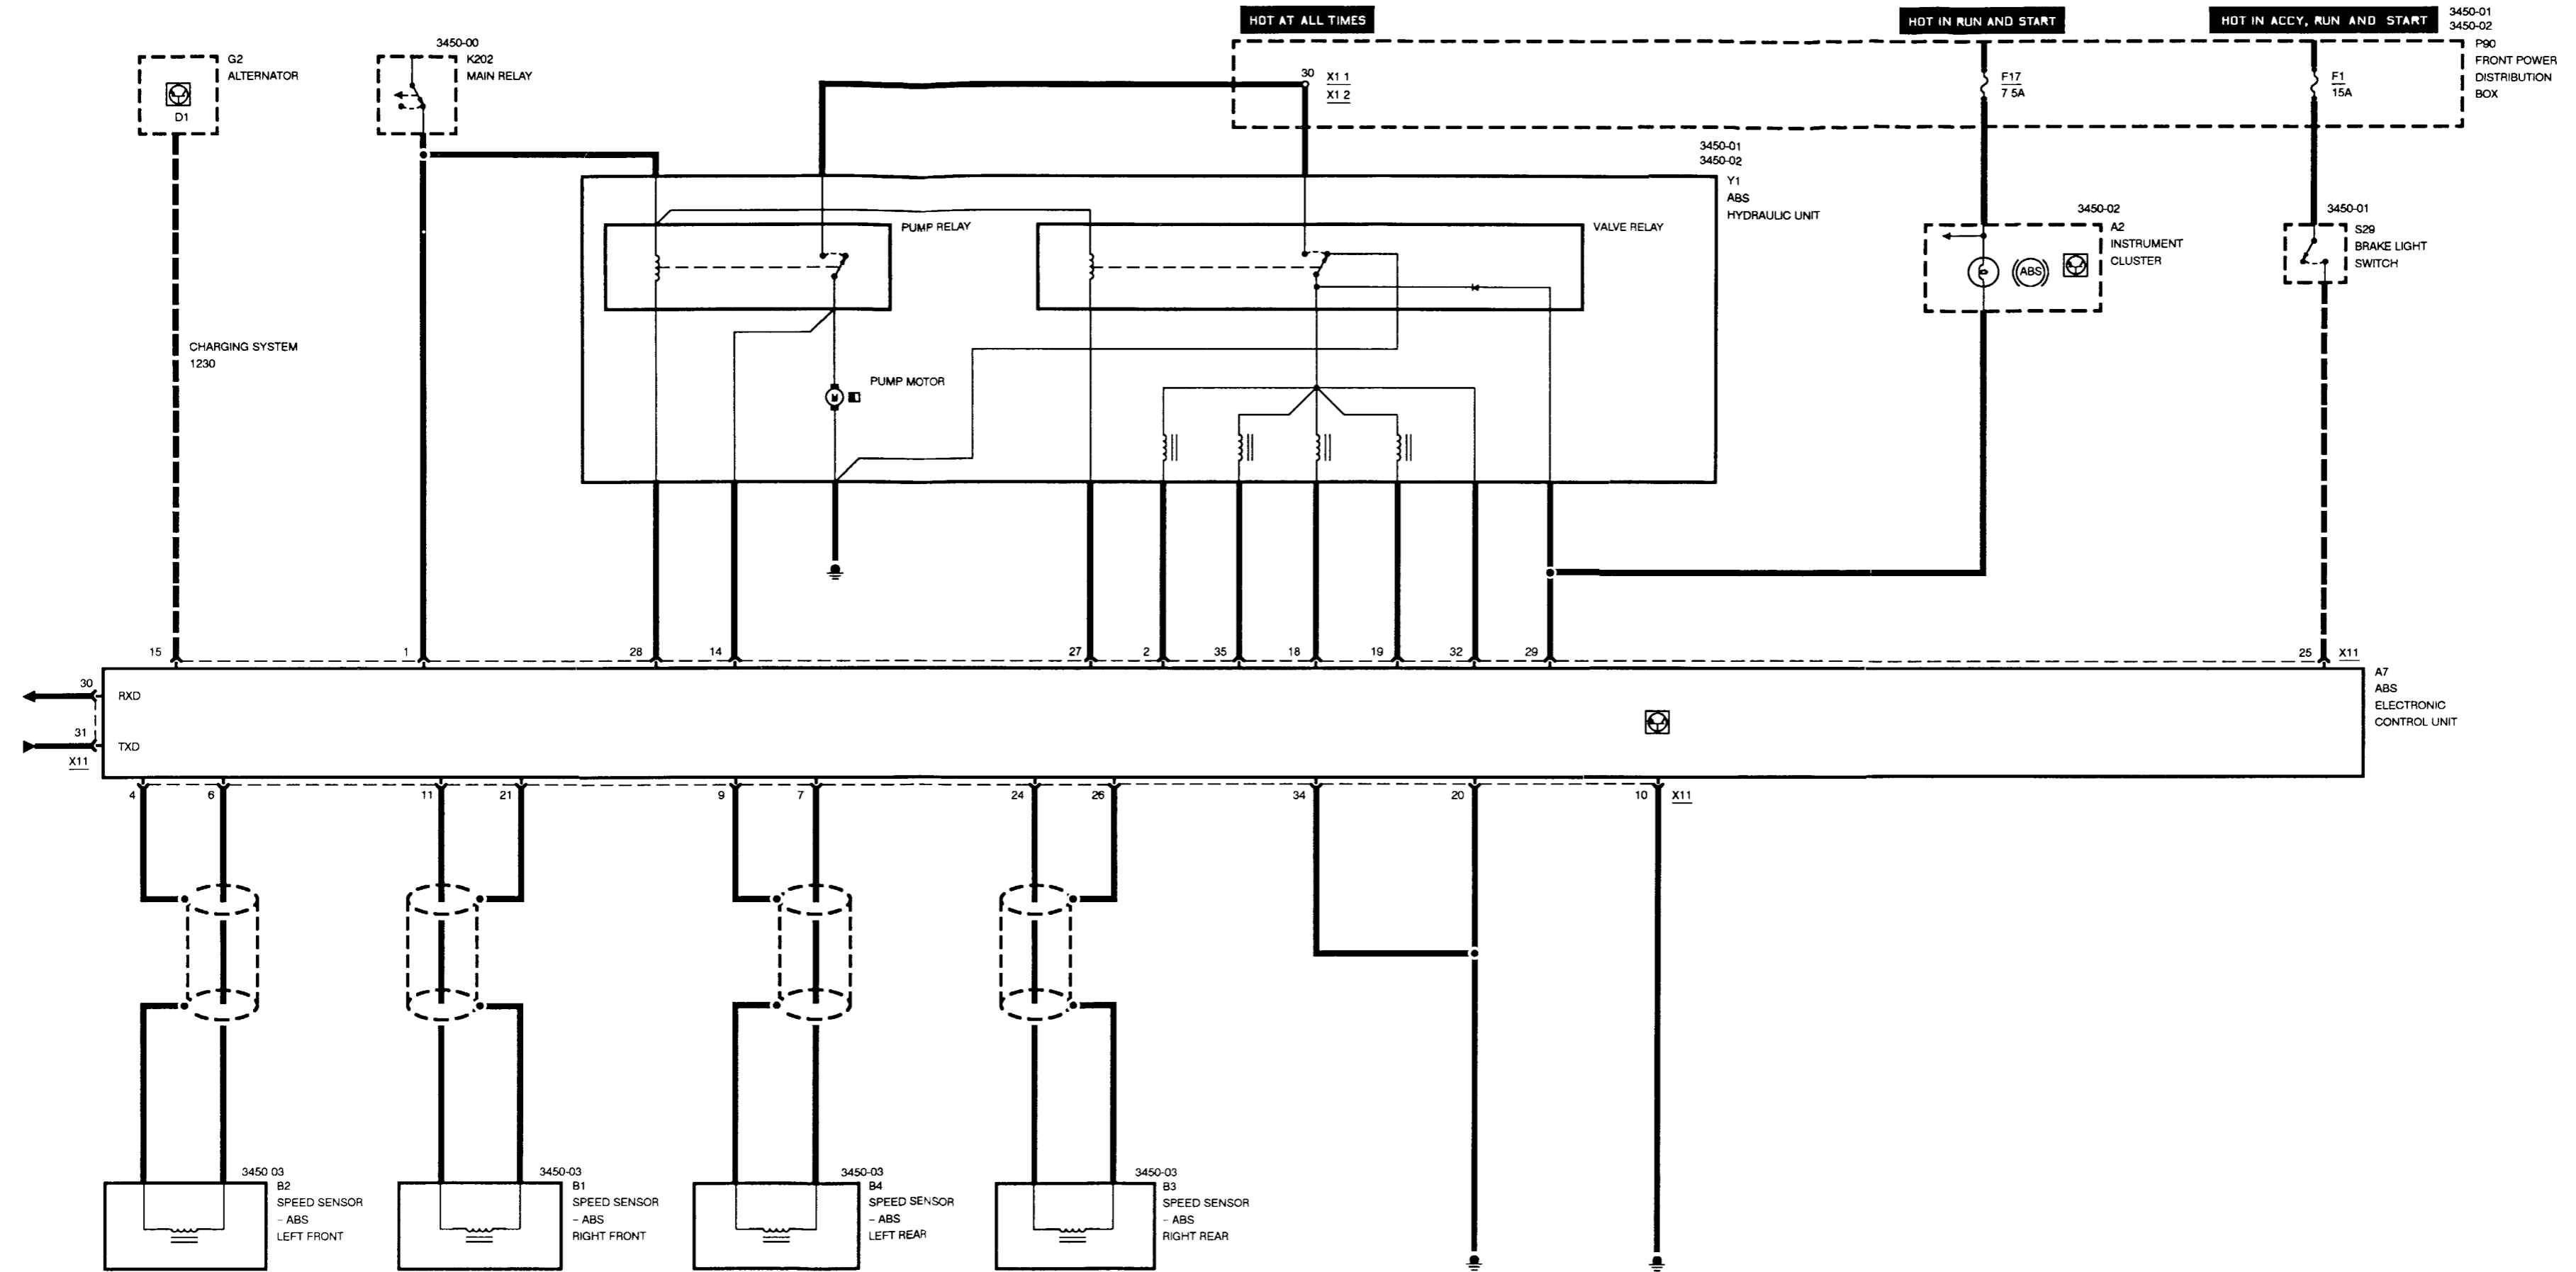 HOT AT ALL TIMES
HOT IN RUN AND START
HOT IN ACCY, RUN AND START
3450-01
3450-02
P90
FRONT POWER
DISTRIBUTION
BOX
G2
ALTERNATOR
D1
3450-00
K202
MAIN RELAY
30
X1 1
X1 2
F17
7 5A
F1
15A
3450-01
3450-02
Y1
ABS
HYDRAULIC UNIT
PUMP RELAY
VALVE RELAY
3450-02
A2
INSTRUMENT
CLUSTER
ABS
3450-01
S29
BRAKE LIGHT
SWITCH
CHARGING SYSTEM
1230
PUMP MOTOR
M
15
1
28
14
27
2
35
18
19
32
29
25
X11
30
RXD
31
TXD
X11
A7
ABS
ELECTRONIC
CONTROL UNIT
4
6
11
21
9
7
24
26
34
20
10
X11
3450 03
B2
SPEED SENSOR
– ABS
LEFT FRONT
3450-03
B1
SPEED SENSOR
– ABS
RIGHT FRONT
3450-03
B4
SPEED SENSOR
– ABS
LEFT REAR
3450-03
B3
SPEED SENSOR
– ABS
RIGHT REAR